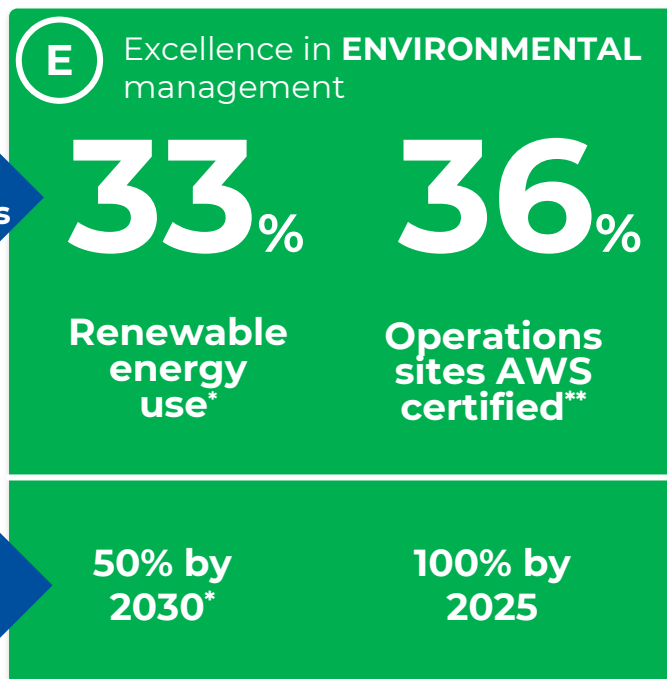 E
Excellence in ENVIRONMENTAL
management
s
33%
36%
Renewable
energy
use*
Operations
sites AWS
certified**
50% by
2030*
100% by
2025